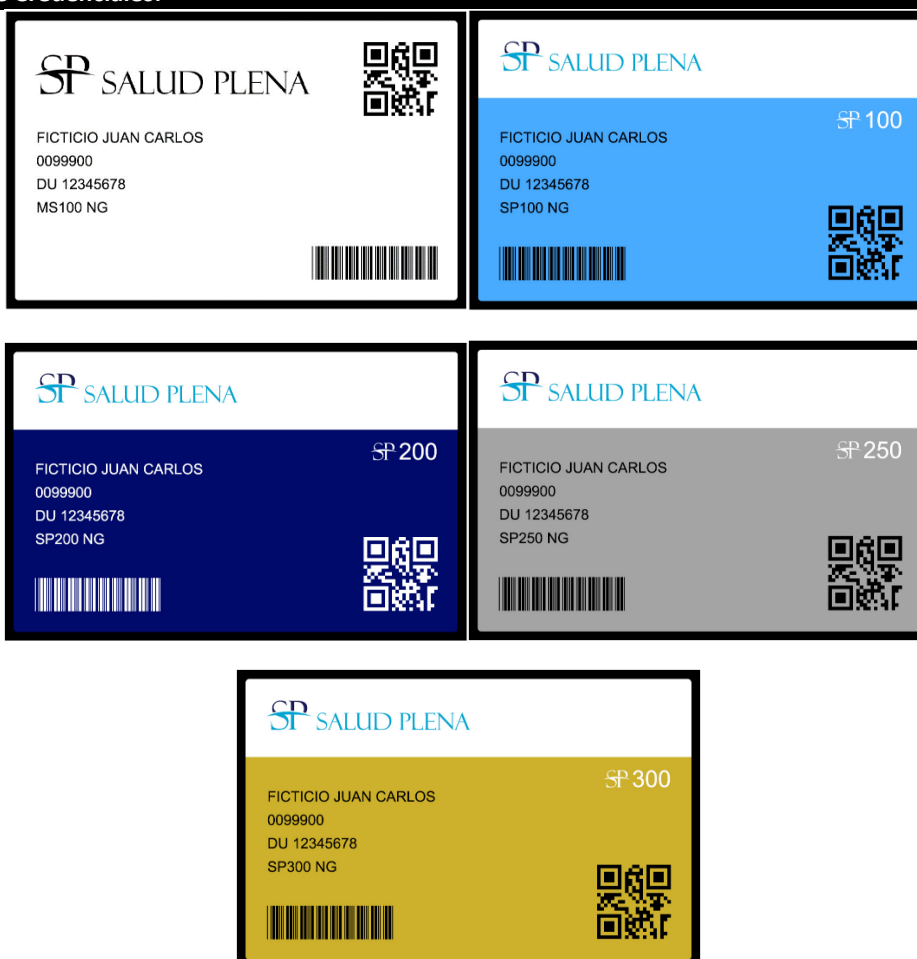 SP SALUD PLENA
FICTICIO JUAN CARLOS
0099900
DU 12345678
MS100 NG
SP SALUD PLENA
SP 100
FICTICIO JUAN CARLOS
0099900
DU 12345678
SP100 NG
SP SALUD PLENA
SP 200
FICTICIO JUAN CARLOS
0099900
DU 12345678
SP200 NG
SP SALUD PLENA
SP 250
FICTICIO JUAN CARLOS
0099900
DU 12345678
SP250 NG
SP SALUD PLENA
SP 300
FICTICIO JUAN CARLOS
0099900
DU 12345678
SP300 NG